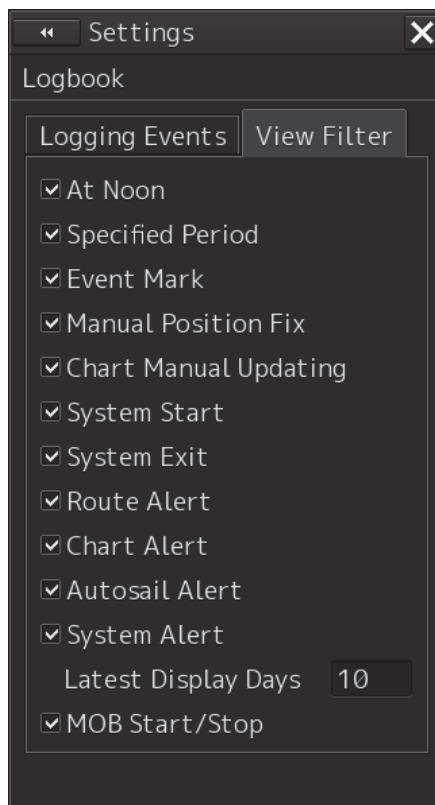 Settings
Logbook
Logging Events View Filter
At Noon
Specified Period
Event Mark
Manual Position Fix
Chart Manual Updating
System Start
System Exit
Route Alert
Chart Alert
Autosail Alert
System Alert
Latest Display Days 10
MOB Start/Stop